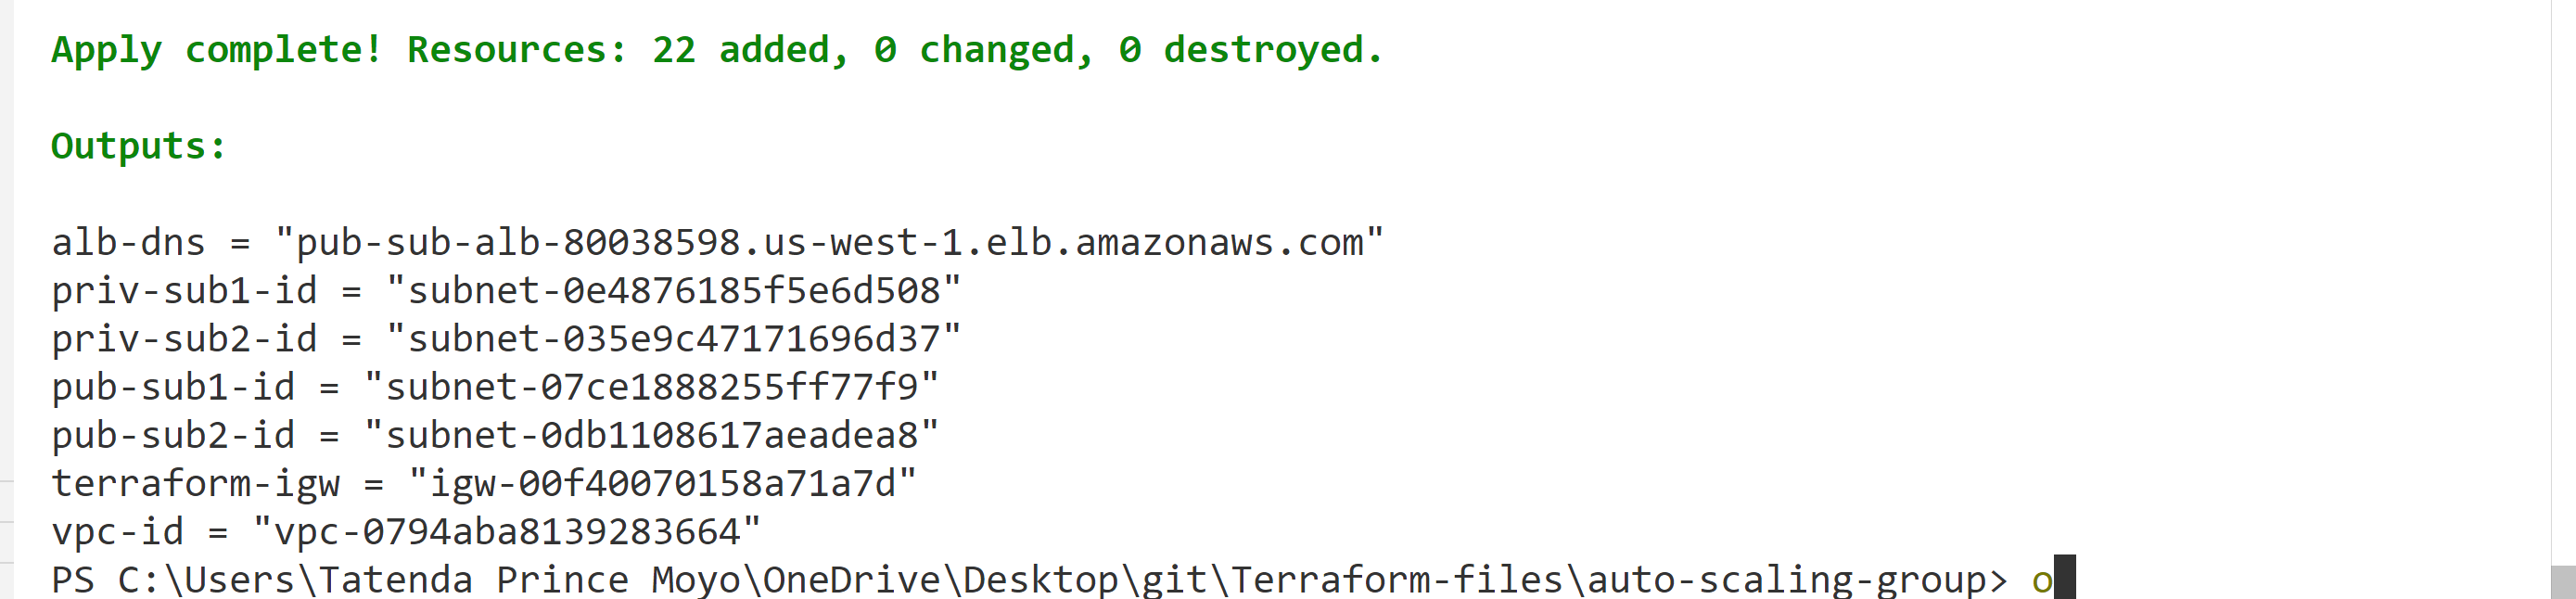 Apply complete! Resources: 22 added, 0 changed, 0 destroyed.
Outputs:
alb-dns = "pub-sub-alb-80038598.us-west-1.elb.amazonaws.com"
priv-sub1-id = "subnet-0e4876185f5e6d508"
priv-sub2-id = "subnet-035e9c47171696d37"
pub-sub1-id = "subnet-07ce1888255ff77f9"
pub-sub2-id = "subnet-0db1108617aeadea8"
terraform-igw = "igw-00f40070158a71a7d"
vpc-id = "vpc-0794aba8139283664"
PS C:\Users\Tatenda Prince Moyo\OneDrive\Desktop\git\Terraform-files\auto-scaling-group> o